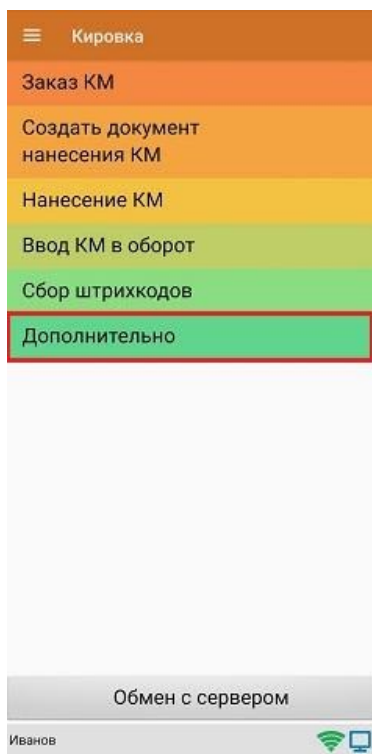 Кировка
Заказ КМ
Создать документ
нанесения КМ
Нанесение КМ
Ввод КМ в оборот
Сбор штрихкодов
Дополнительно
Обмен с сервером
Иванов